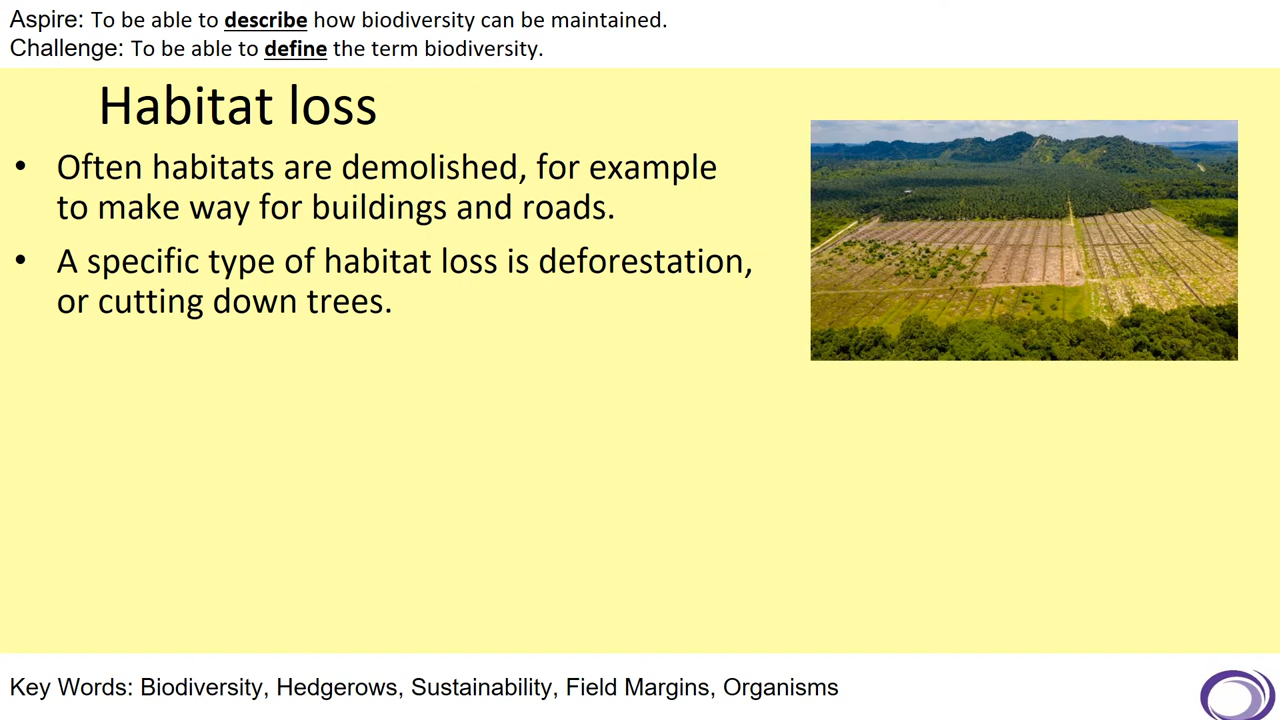 Aspire: To be able to describe how biodiversity can be maintained.
Challenge: To be able to define the term biodiversity.
Habitat loss
• Often habitats are demolished, for example
to make way for buildings and roads.
• A specific type of habitat loss is deforestation,
or cutting down trees.
Key Words: Biodiversity, Hedgerows, Sustainability, Field Margins, Organisms